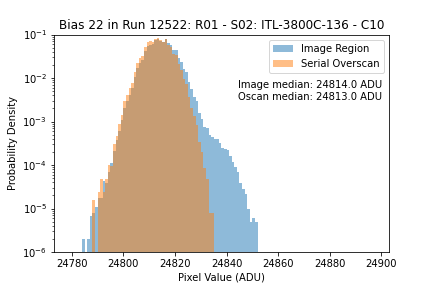 Bias 22 in Run 12522: R01 - S02: ITL-3800C-136 - C10
Image Region
Serial Overscan
Image median: 24814.0 ADU
Oscan median: 24813.0 ADU
Probability Density
10⁻¹
10⁻²
10⁻³
10⁻⁴
10⁻⁵
10⁻⁶
24780 24800 24820 24840 24860 24880 24900
Pixel Value (ADU)